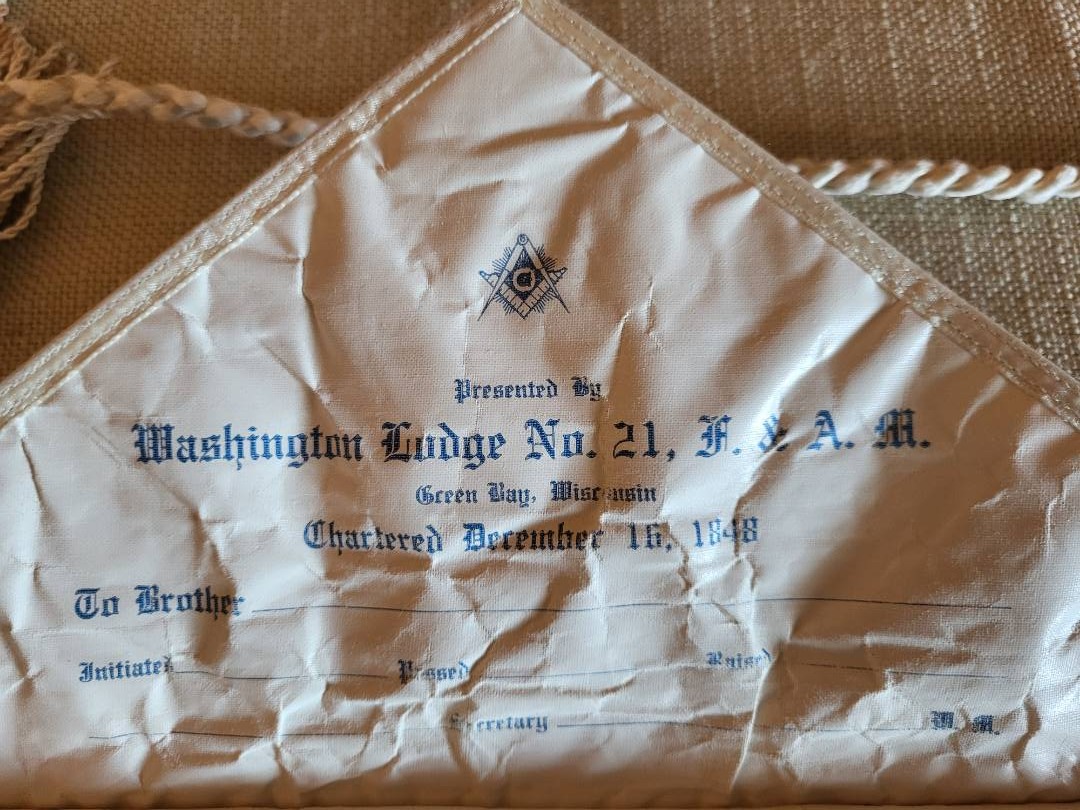 G
Presented By
Washington Lodge No. 21, F. & A. M.
Green Bay, Wisconsin
Chartered December 16, 1848
To Brother
Initiated Passed Raised
Secretary W. M.